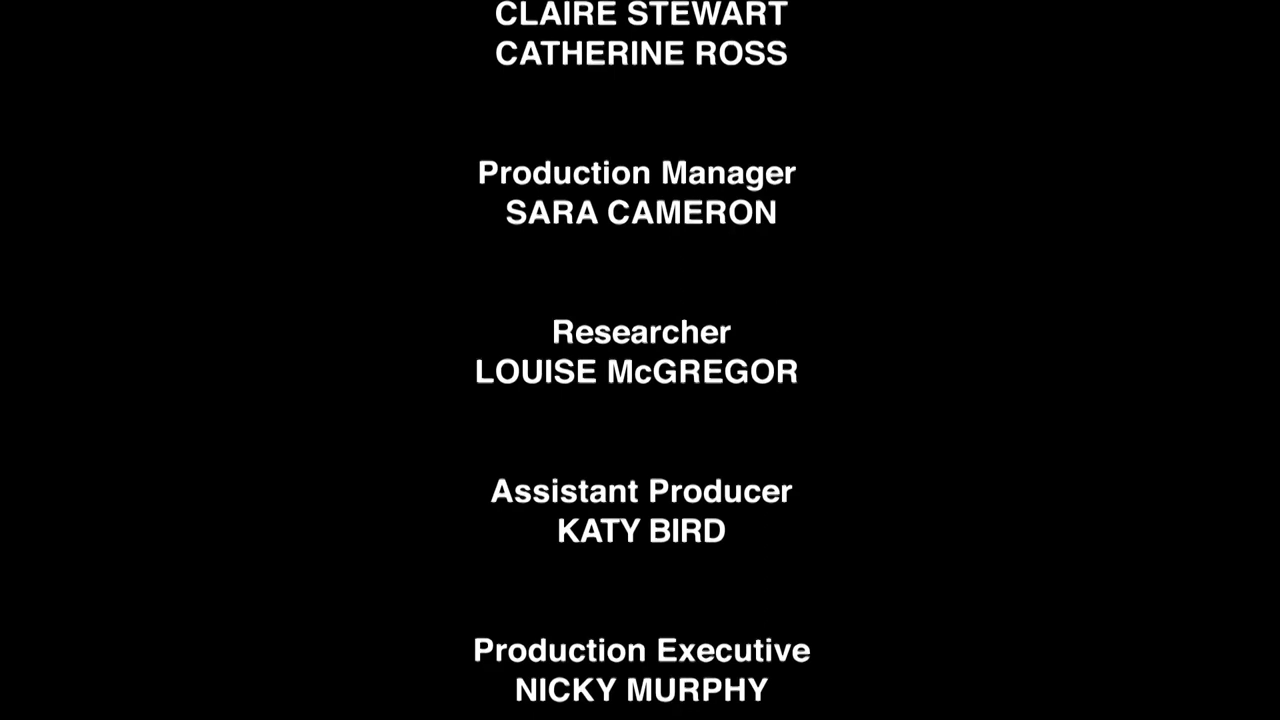 CLAIRE STEWART
CATHERINE ROSS
Production Manager
SARA CAMERON
Researcher
LOUISE McGREGOR
Assistant Producer
KATY BIRD
Production Executive
NICKY MURPHY